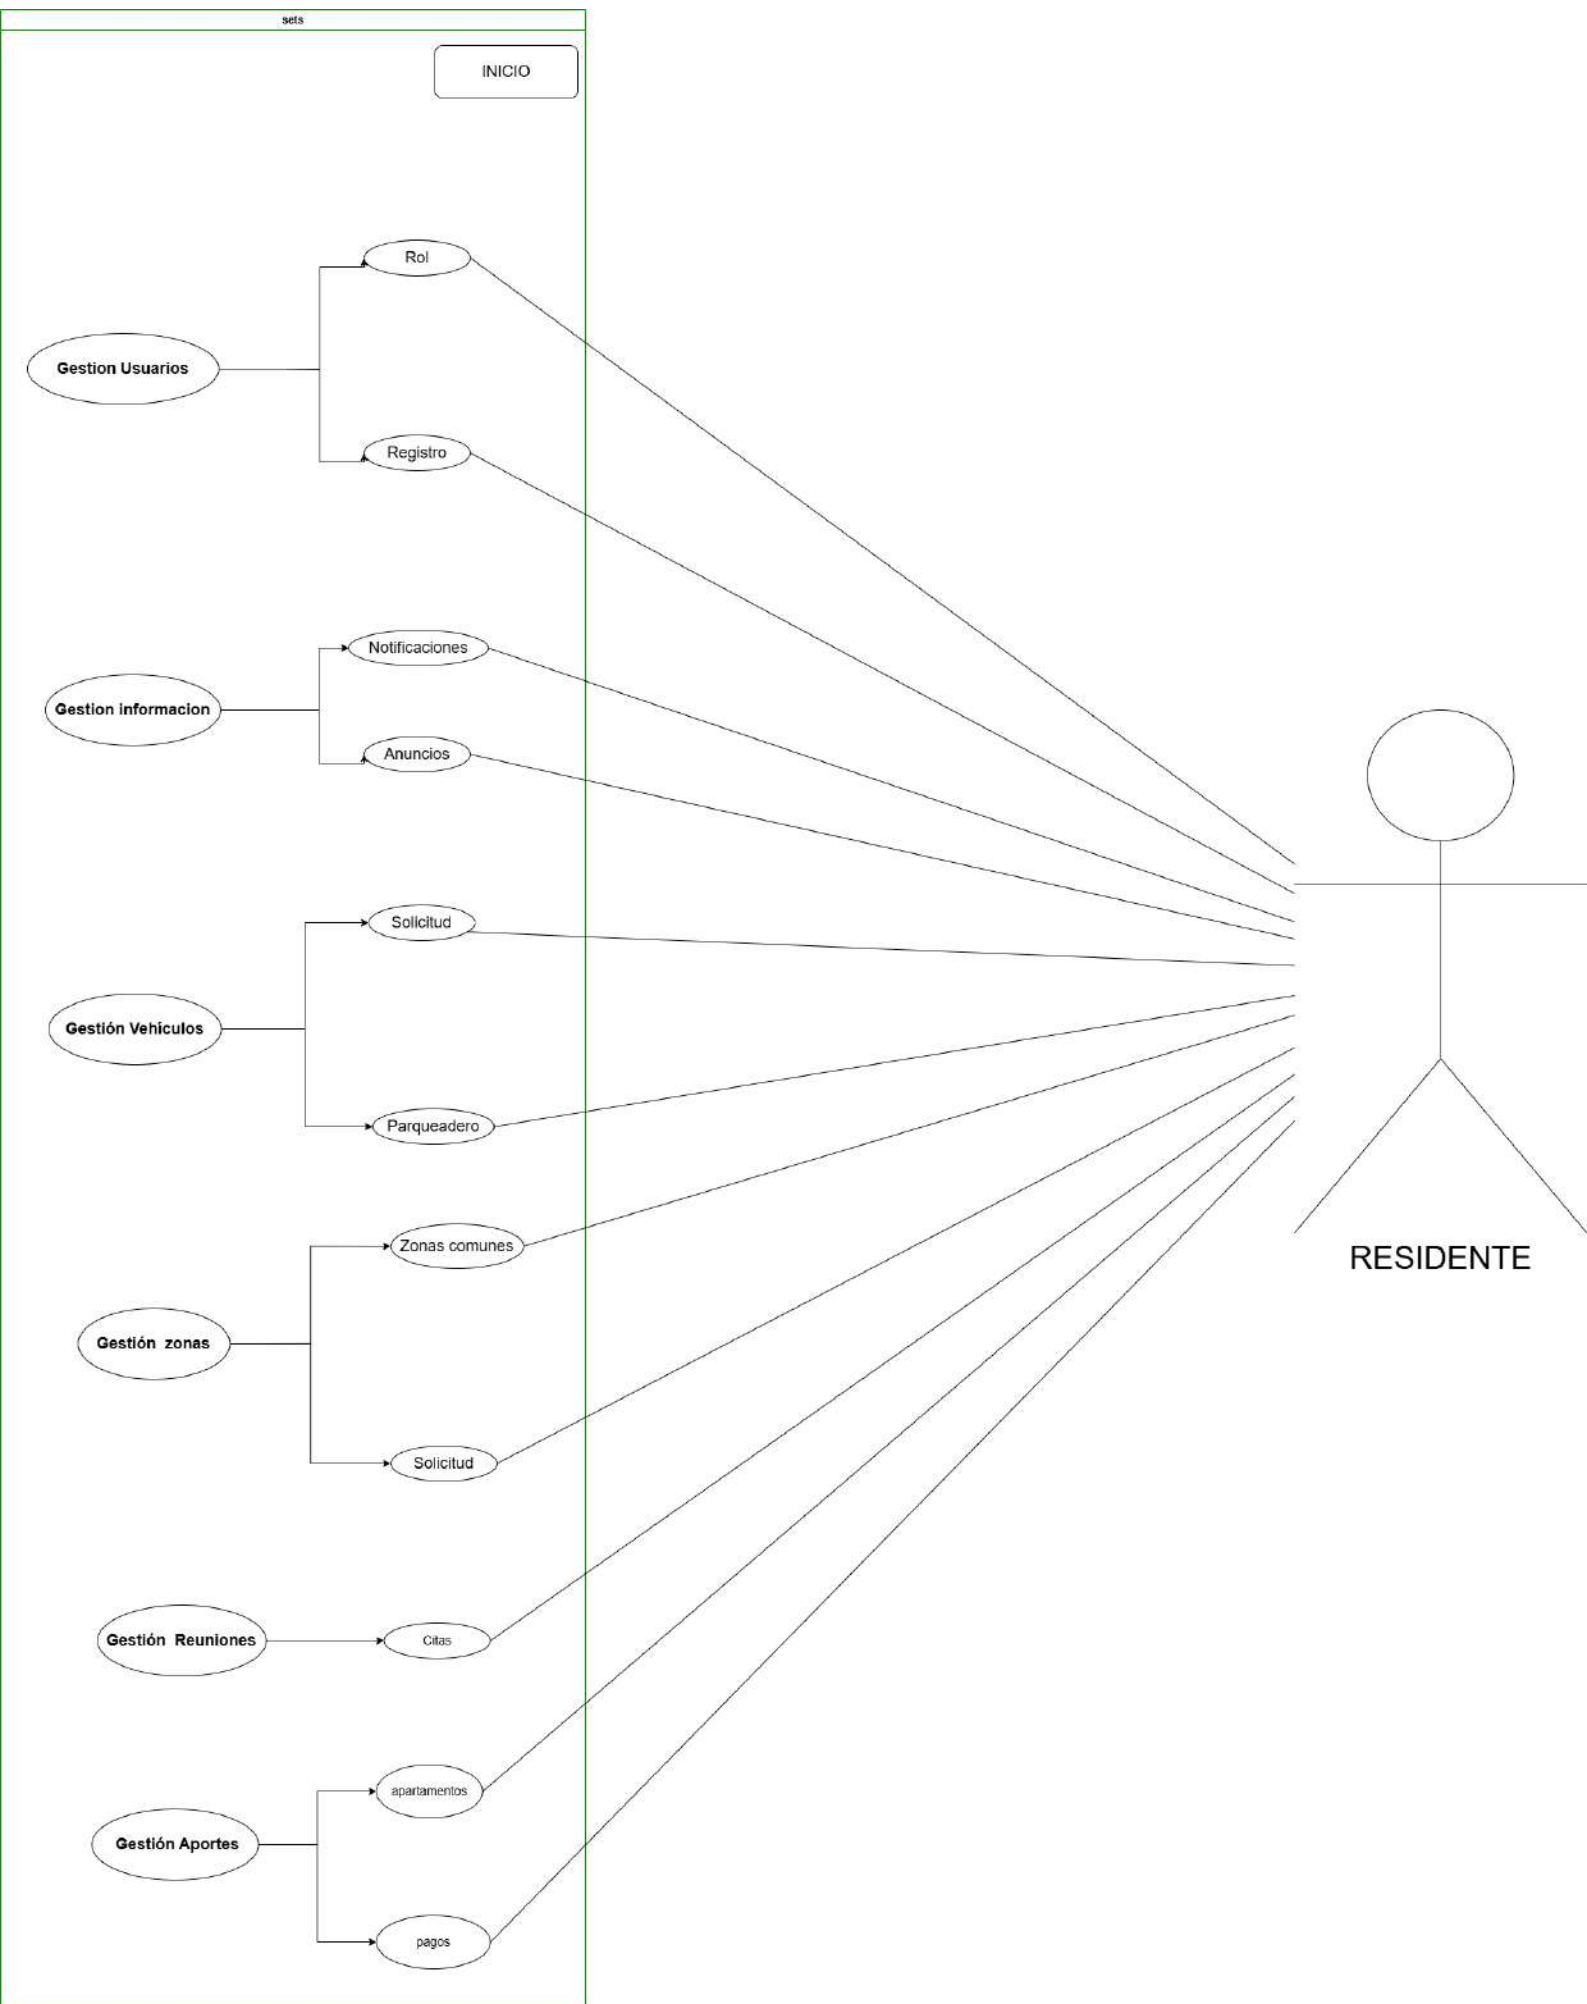 sets
INICIO
Rol
Gestion Usuarios
Registro
Notificaciones
Gestion informacion
Anuncios
Solicitud
Gestión Vehículos
Parqueadero
Zonas comunes
RESIDENTE
Gestión zonas
Solicitud
Gestión Reuniones
Citas
apartamentos
Gestión Aportes
pagos